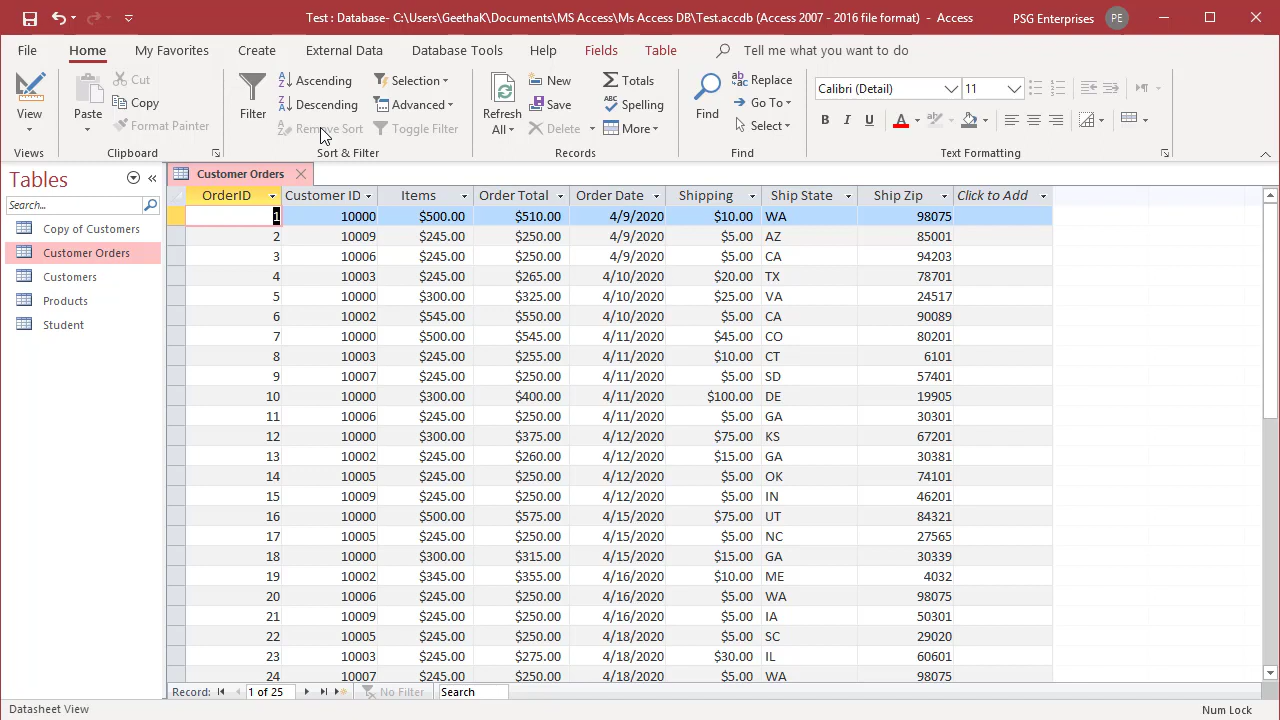 Test : Database- C:\Users\GeethaK\Documents\MS Access\Ms Access DB\Test.accdb (Access 2007 - 2016 file format) - Access
PSG Enterprises PE
File Home My Favorites Create External Data Database Tools Help Fields Table Tell me what you want to do
View
Views
Paste
Cut
Copy
Format Painter
Clipboard
Filter
Ascending
Descending
Remove Sort
Selection
Advanced
Toggle Filter
Sort & Filter
Refresh
All
New
Save
Delete
Totals
Spelling
More
Records
Find
Replace
Go To
Select
Find
Calibri (Detail) 11
B I U A
Text Formatting
Tables
Search...
Copy of Customers
Customer Orders
Customers
Products
Student
Customer Orders
OrderID Customer ID Items Order Total Order Date Shipping Ship State Ship Zip Click to Add
1 10000 $500.00 $510.00 4/9/2020 $10.00 WA 98075
2 10009 $245.00 $250.00 4/9/2020 $5.00 AZ 85001
3 10006 $245.00 $250.00 4/9/2020 $5.00 CA 94203
4 10003 $245.00 $265.00 4/10/2020 $20.00 TX 78701
5 10000 $300.00 $325.00 4/10/2020 $25.00 VA 24517
6 10002 $545.00 $550.00 4/10/2020 $5.00 CA 90089
7 10000 $500.00 $545.00 4/11/2020 $45.00 CO 80201
8 10003 $245.00 $255.00 4/11/2020 $10.00 CT 6101
9 10007 $245.00 $250.00 4/11/2020 $5.00 SD 57401
10 10000 $300.00 $400.00 4/11/2020 $100.00 DE 19905
11 10006 $245.00 $250.00 4/11/2020 $5.00 GA 30301
12 10000 $300.00 $375.00 4/12/2020 $75.00 KS 67201
13 10002 $245.00 $260.00 4/12/2020 $15.00 GA 30381
14 10005 $245.00 $250.00 4/12/2020 $5.00 OK 74101
15 10009 $245.00 $250.00 4/12/2020 $5.00 IN 46201
16 10000 $500.00 $575.00 4/15/2020 $75.00 UT 84321
17 10005 $245.00 $250.00 4/15/2020 $5.00 NC 27565
18 10000 $300.00 $315.00 4/15/2020 $15.00 GA 30339
19 10002 $345.00 $355.00 4/16/2020 $10.00 ME 4032
20 10006 $245.00 $250.00 4/16/2020 $5.00 WA 98075
21 10009 $245.00 $250.00 4/16/2020 $5.00 IA 50301
22 10005 $245.00 $250.00 4/18/2020 $5.00 SC 29020
23 10003 $245.00 $275.00 4/18/2020 $30.00 IL 60601
24 10007 $245.00 $250.00 4/18/2020 $5.00 WA 98075
Record: 1 of 25 No Filter Search
Datasheet View Num Lock